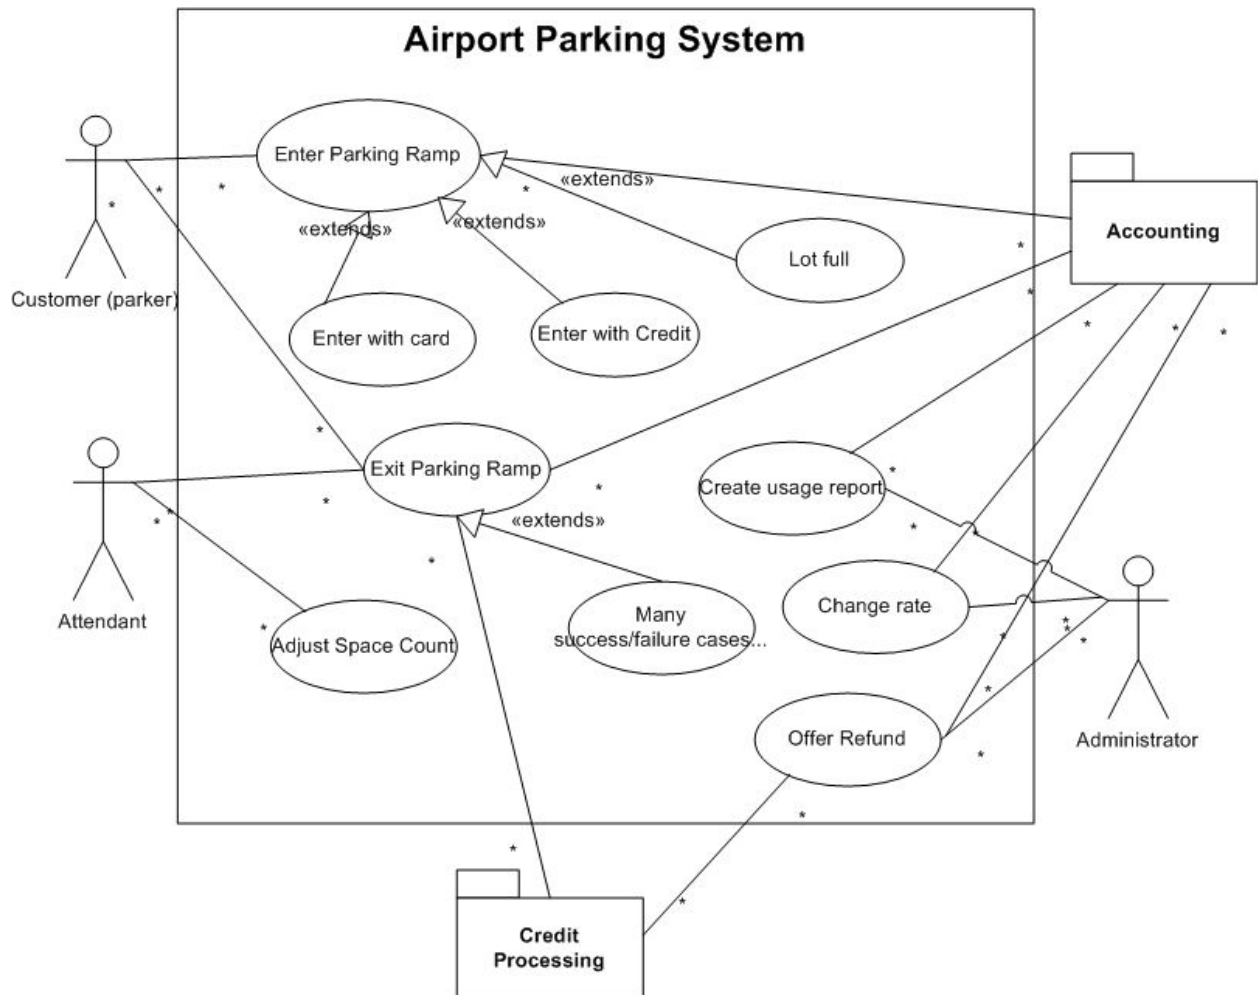 Airport Parking System
Enter Parking Ramp
«extends»
«extends»
«extends»
Accounting
Lot full
Customer (parker)
Enter with card
Enter with Credit
Exit Parking Ramp
Create usage report
«extends»
Change rate
Attendant
Many
success/failure cases...
Adjust Space Count
Offer Refund
Administrator
Credit
Processing